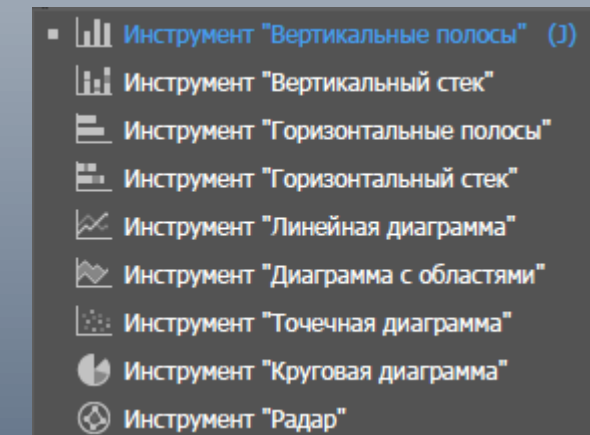 Инструмент "Вертикальные полосы" (J)
Инструмент "Вертикальный стек"
Инструмент "Горизонтальные полосы"
Инструмент "Горизонтальный стек"
Инструмент "Линейная диаграмма"
Инструмент "Диаграмма с областями"
Инструмент "Точечная диаграмма"
Инструмент "Круговая диаграмма"
Инструмент "Радар"